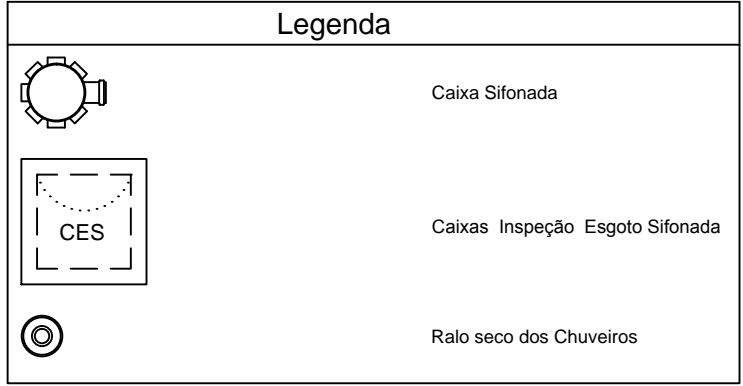 Legenda
Caixa Sifonada
CES
Caixas Inspeção Esgoto Sifonada
Ralo seco dos Chuveiros